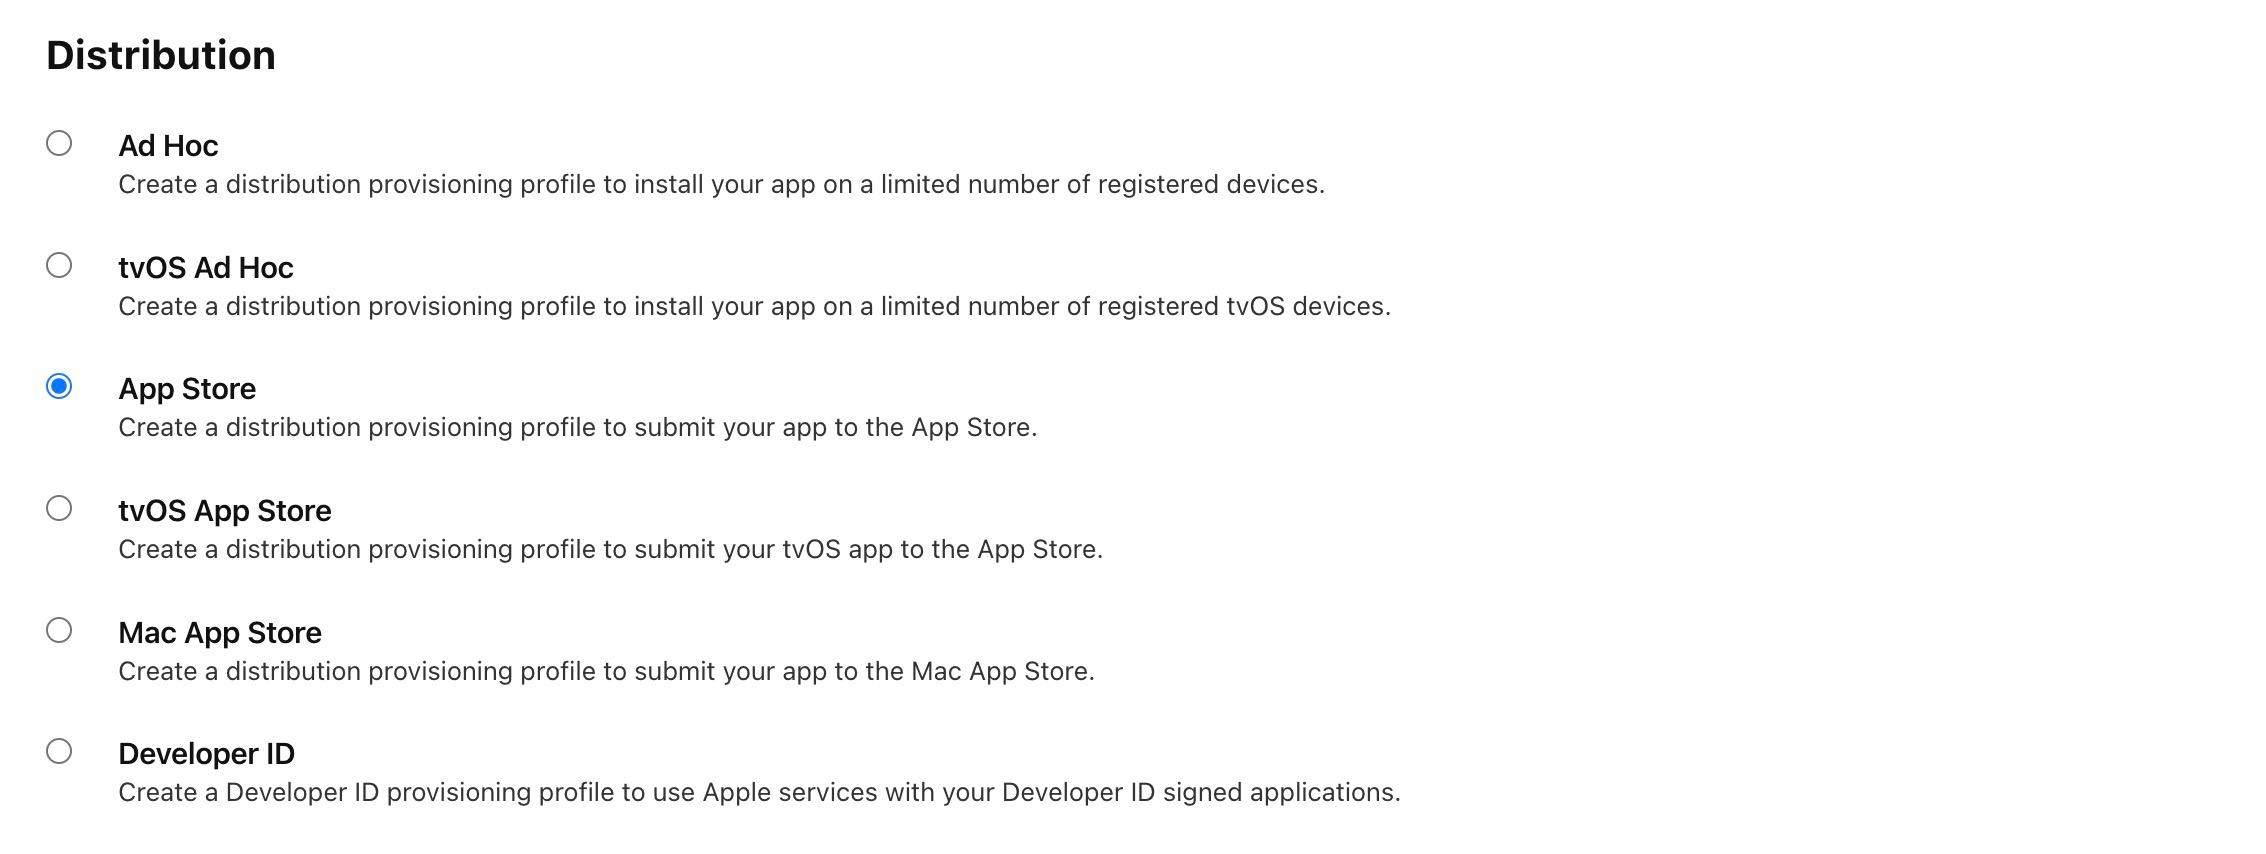 Distribution
Ad Hoc
Create a distribution provisioning profile to install your app on a limited number of registered devices.
tvOS Ad Hoc
Create a distribution provisioning profile to install your app on a limited number of registered tvOS devices.
App Store
Create a distribution provisioning profile to submit your app to the App Store.
tvOS App Store
Create a distribution provisioning profile to submit your tvOS app to the App Store.
Mac App Store
Create a distribution provisioning profile to submit your app to the Mac App Store.
Developer ID
Create a Developer ID provisioning profile to use Apple services with your Developer ID signed applications.